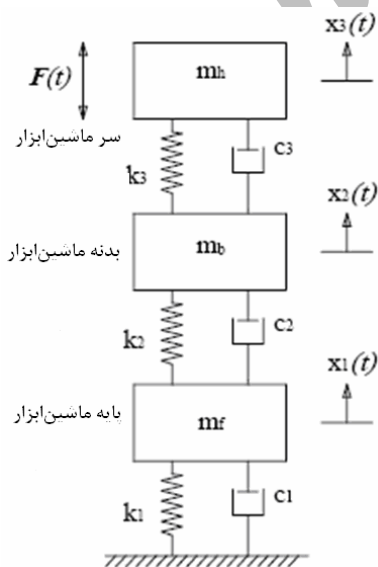 x3(t)
F(t)
mh
سر ماشین‌ابزار
k3
c3
x2(t)
بدنه ماشین‌ابزار
mb
k2
c2
x1(t)
پایه ماشین‌ابزار
mf
k1
c1